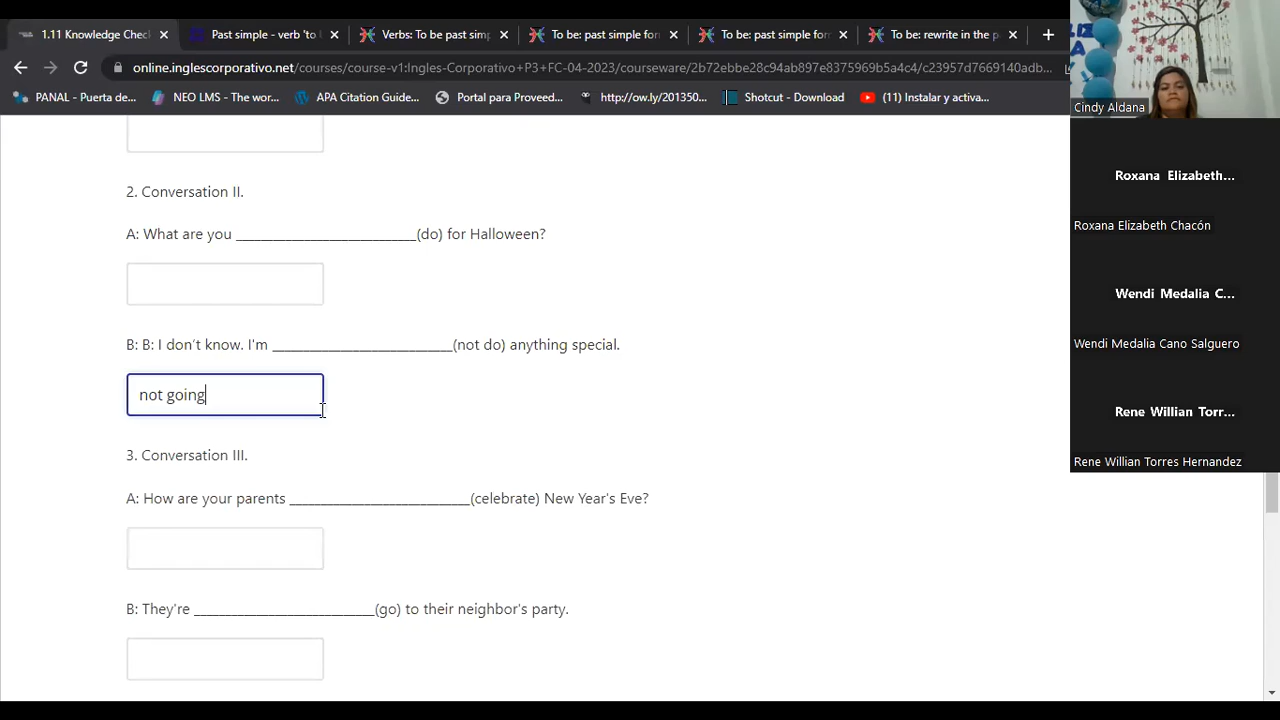 1.11 Knowledge Chec
Past simple - verb 'to
Verbs: To be past sim
To be: past simple for
To be: past simple for
To be: rewrite in the p
online.inglescorporativo.net/courses/course-v1:Ingles-Corporativo+P3+FC-04-2023/courseware/2b72ebbe28c94ab897e8375969b5a4c4/c23957d7669140adb...
PANAL - Puerta de...
NEO LMS - The wor...
APA Citation Guide...
Portal para Proveed...
http://ow.ly/201350...
Shotcut - Download
(11) Instalar y activa...
2. Conversation II.
A: What are you ______________________(do) for Halloween?
B: B: I don't know. I'm ______________________(not do) anything special.
not going
3. Conversation III.
A: How are your parents ______________________(celebrate) New Year's Eve?
B: They're ______________________(go) to their neighbor's party.
Cindy Aldana
Roxana Elizabeth...
Roxana Elizabeth Chacón
Wendi Medalia C...
Wendi Medalia Cano Salguero
Rene Willian Torr...
Rene Willian Torres Hernandez